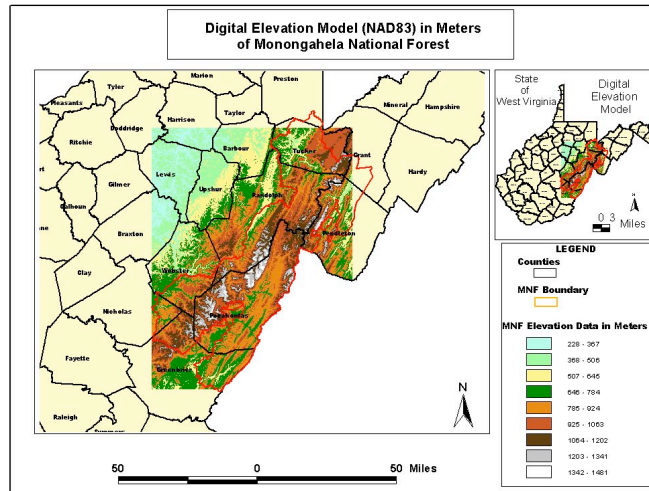 Digital Elevation Model (NAD83) in Meters
of Monongahela National Forest
Marion
Preston
Tyler
Pleasants
Taylor
Mineral
Hampshire
Doddridge
Harrison
Ritchie
Barbour
Tucker
Grant
Lewis
Gilmer
Upshur
Randolph
Hardy
Calhoun
Braxton
Pendleton
Clay
Webster
Nicholas
Pocahontas
Fayette
Greenbrier
Raleigh
N
50 0 50 Miles
State
of
West Virginia
Digital
Elevation
Model
0 3
Miles
LEGEND
Counties
MNF Boundary
MNF Elevation Data in Meters
228 - 367
368 - 506
507 - 645
646 - 784
785 - 924
925 - 1063
1064 - 1202
1203 - 1341
1342 - 1481